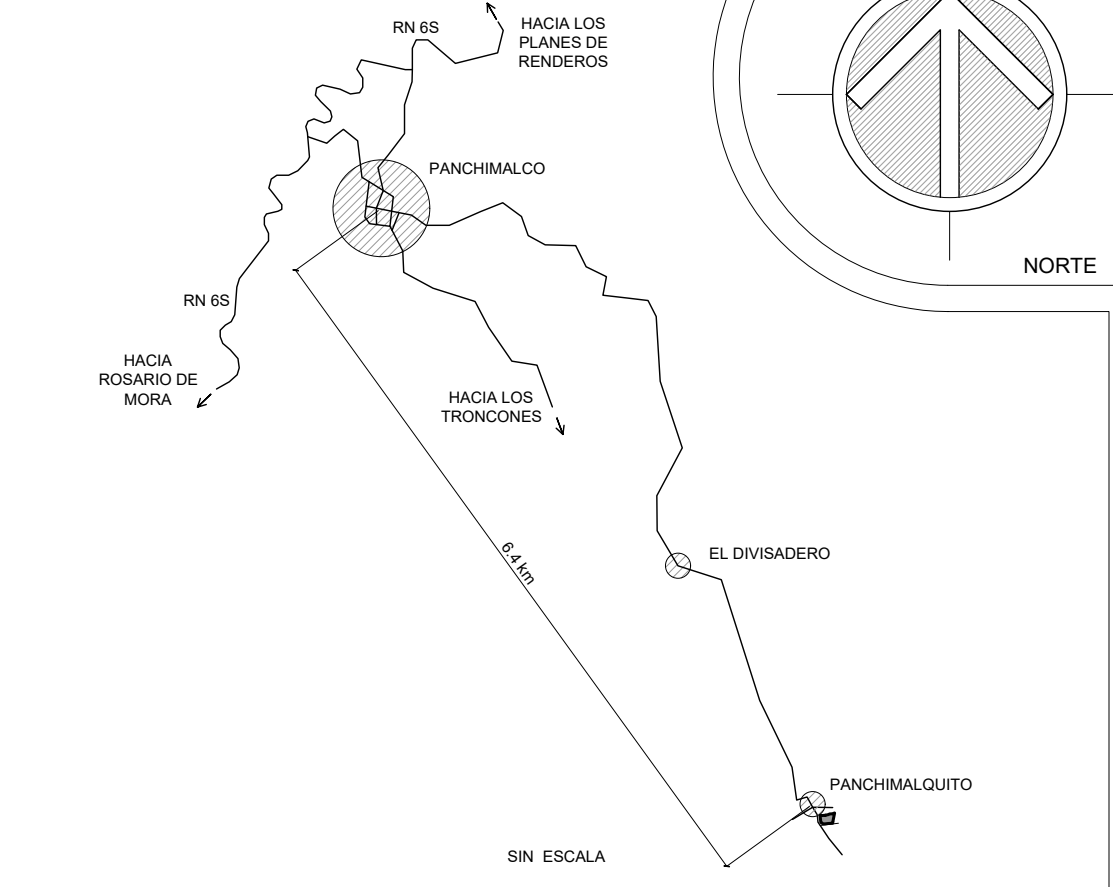 RN 6S
HACIA LOS
PLANES DE
RENDEROS
PANCHIMALCO
NORTE
RN 6S
HACIA
ROSARIO DE
MORA
HACIA LOS
TRONCONES
6.4 km
EL DIVISADERO
PANCHIMALQUITO
SIN ESCALA